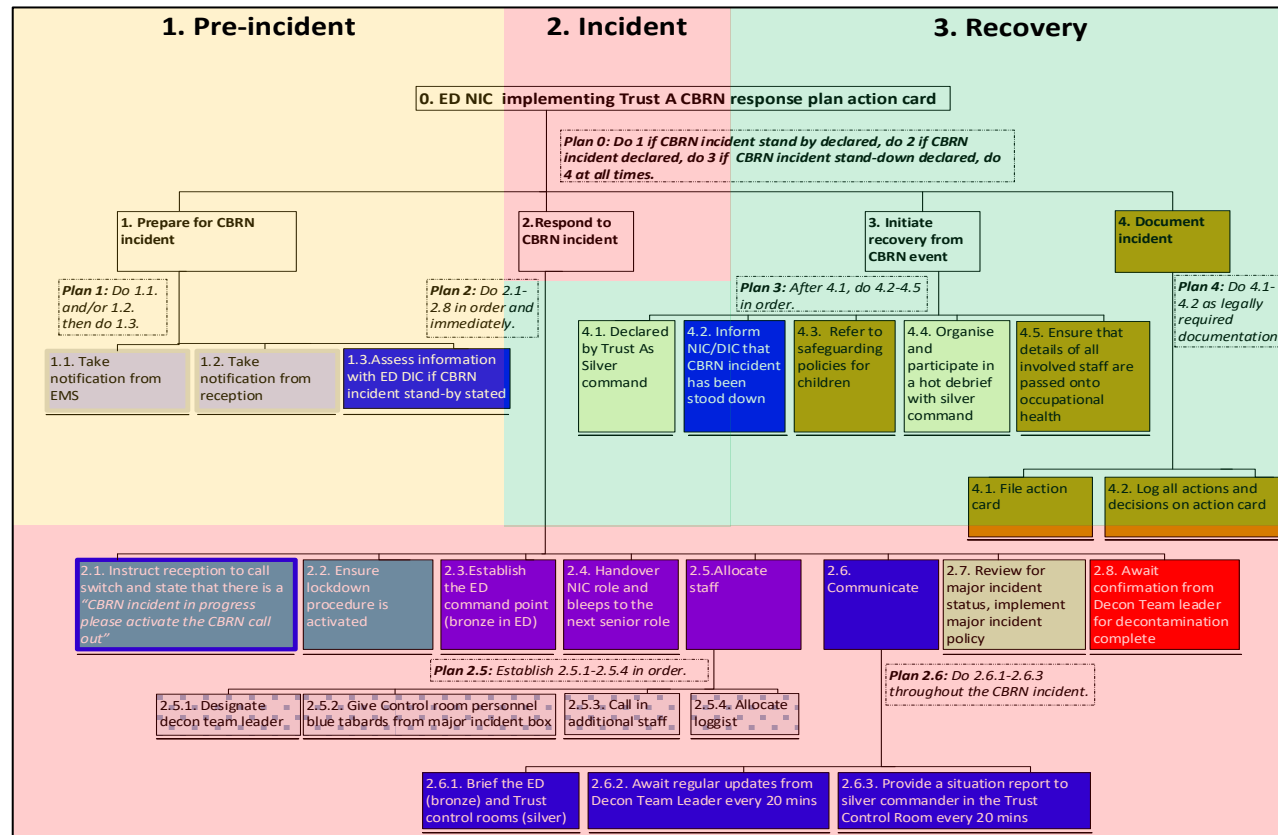 1. Pre-incident
2. Incident
3. Recovery
0. ED NIC implementing Trust A CBRN response plan action card
Plan 0: Do 1 if CBRN incident stand by declared, do 2 if CBRN
incident declared, do 3 if CBRN incident stand-down declared, do
4 at all times.
1. Prepare for CBRN
incident
2.Respond to
CBRN incident
3. Initiate
recovery from
CBRN event
4. Document
incident
Plan 1: Do 1.1.
and/or 1.2.
then do 1.3.
Plan 2: Do 2.1-
2.8 in order and
immediately.
Plan 3: After 4.1, do 4.2-4.5
in order.
Plan 4: Do 4.1-
4.2 as legally
required
documentation
1.1. Take
notification from
EMS
1.2. Take
notification from
reception
1.3.Assess information
with ED DIC if CBRN
incident stand-by stated
4.1. Declared
by Trust As
Silver
command
4.2. Inform
NIC/DIC that
CBRN incident
has been
stood down
4.3. Refer to
safeguarding
policies for
children
4.4. Organise
and
participate in
a hot debrief
with silver
command
4.5. Ensure that
details of all
involved staff are
passed onto
occupational
health
4.1. File action
card
4.2. Log all actions and
decisions on action card
2.1. Instruct reception to call
switch and state that there is a
“CBRN incident in progress
please activate the CBRN call
out”
2.2. Ensure
lockdown
procedure is
activated
2.3.Establish
the ED
command point
(bronze in ED)
2.4. Handover
NIC role and
bleeps to the
next senior role
2.5.Allocate
staff
2.6.
Communicate
2.7. Review for
major incident
status, implement
major incident
policy
2.8. Await
confirmation from
Decon Team leader
for decontamination
complete
Plan 2.5: Establish 2.5.1-2.5.4 in order.
Plan 2.6: Do 2.6.1-2.6.3
throughout the CBRN incident.
2.5.1. Designate
decon team leader
2.5.2. Give Control room personnel
blue tabards from major incident box
2.5.3. Call in
additional staff
2.5.4. Allocate
loggist
2.6.1. Brief the ED
(bronze) and Trust
control rooms (silver)
2.6.2. Await regular updates from
Decon Team Leader every 20 mins
2.6.3. Provide a situation report to
silver commander in the Trust
Control Room every 20 mins